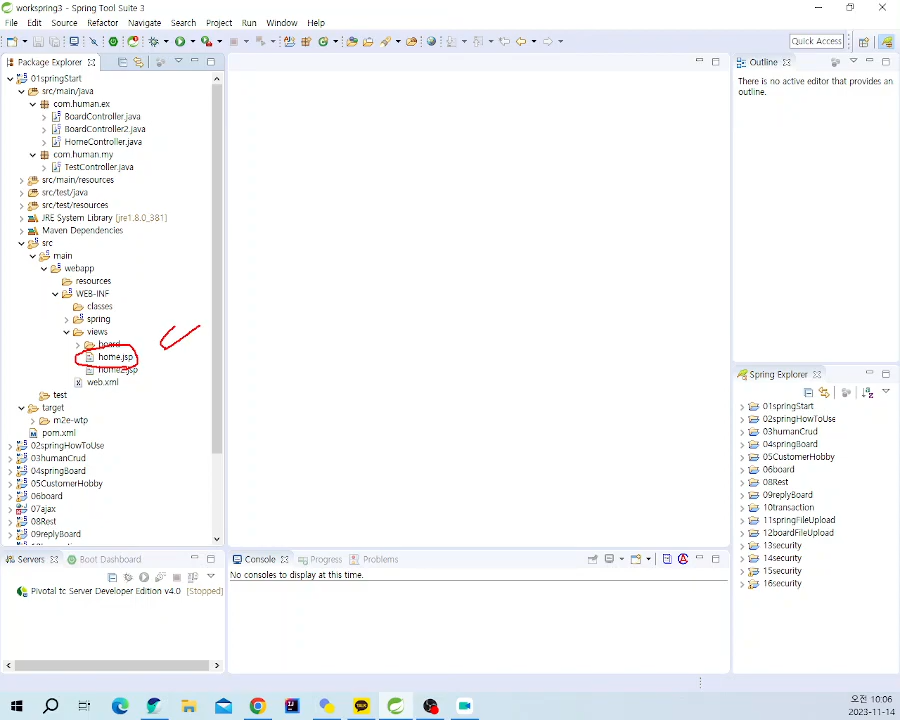 workspring3 - Spring Tool Suite 3
File Edit Source Refactor Navigate Search Project Run Window Help
Quick Access
Package Explorer
01springStart
src/main/java
com.human.ex
BoardController.java
BoardController2.java
HomeController.java
com.human.my
TestController.java
src/main/resources
src/test/java
src/test/resources
JRE System Library [jre1.8.0_381]
Maven Dependencies
src
main
webapp
resources
WEB-INF
classes
spring
views
board
home.jsp
home2.jsp
web.xml
test
target
m2e-wtp
pom.xml
02springHowToUse
03humanCrud
04springBoard
05CustomerHobby
06board
07ajax
08Rest
09replyBoard
Outline
There is no active editor that provides an
outline.
Spring Explorer
01springStart
02springHowToUse
03humanCrud
04springBoard
05CustomerHobby
06board
08Rest
09replyBoard
10transaction
11springFileUpload
12boardFileUpload
13security
14security
15security
16security
Servers Boot Dashboard
Pivotal tc Server Developer Edition v4.0 [Stopped]
Console Progress Problems
No consoles to display at this time.
오전 10:06
2023-11-14